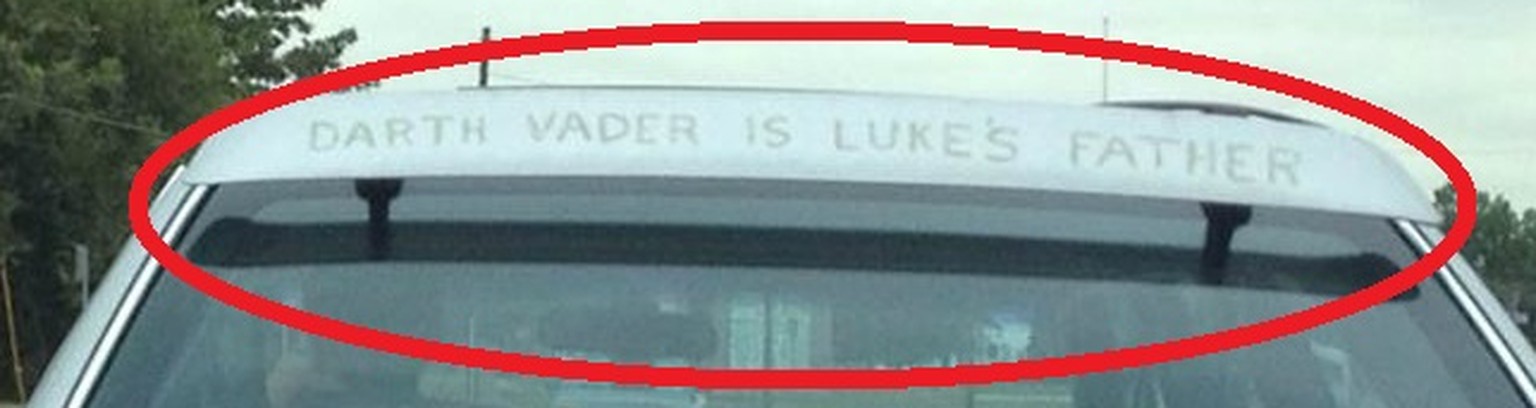 DARTH VADER IS LUKE'S FATHER